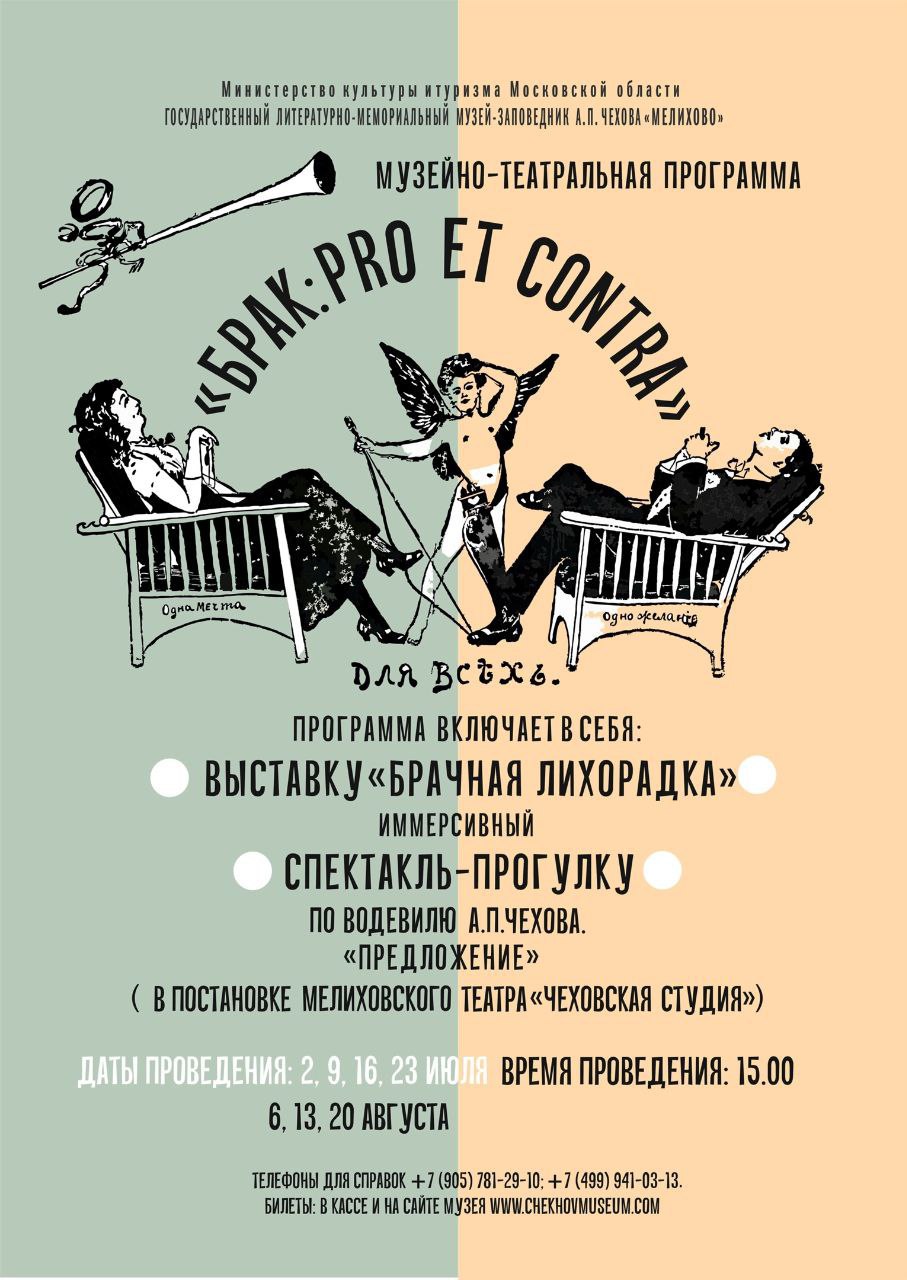 Министерство культуры и туризма Московской области
ГОСУДАРСТВЕННЫЙ ЛИТЕРАТУРНО-МЕМОРИАЛЬНЫЙ МУЗЕЙ-ЗАПОВЕДНИК А.П. ЧЕХОВА «МЕЛИХОВО»
МУЗЕЙНО-ТЕАТРАЛЬНАЯ ПРОГРАММА
«БРАК: PRO ET CONTRA»
Одна мечта
Одно желанiе
Для всѣхъ.
ПРОГРАММА ВКЛЮЧАЕТ В СЕБЯ:
ВЫСТАВКУ «БРАЧНАЯ ЛИХОРАДКА»
ИММЕРСИВНЫЙ
СПЕКТАКЛЬ-ПРОГУЛКУ
ПО ВОДЕВИЛЮ А.П.ЧЕХОВА.
«ПРЕДЛОЖЕНИЕ»
( В ПОСТАНОВКЕ МЕЛИХОВСКОГО ТЕАТРА «ЧЕХОВСКАЯ СТУДИЯ»)
ДАТЫ ПРОВЕДЕНИЯ: 2, 9, 16, 23 ИЮЛЯ ВРЕМЯ ПРОВЕДЕНИЯ: 15.00
6, 13, 20 АВГУСТА
ТЕЛЕФОНЫ ДЛЯ СПРАВОК +7 (905) 781-29-10; +7 (499) 941-03-13.
БИЛЕТЫ: В КАССЕ И НА САЙТЕ МУЗЕЯ WWW.CHEKHOVMUSEUM.COM